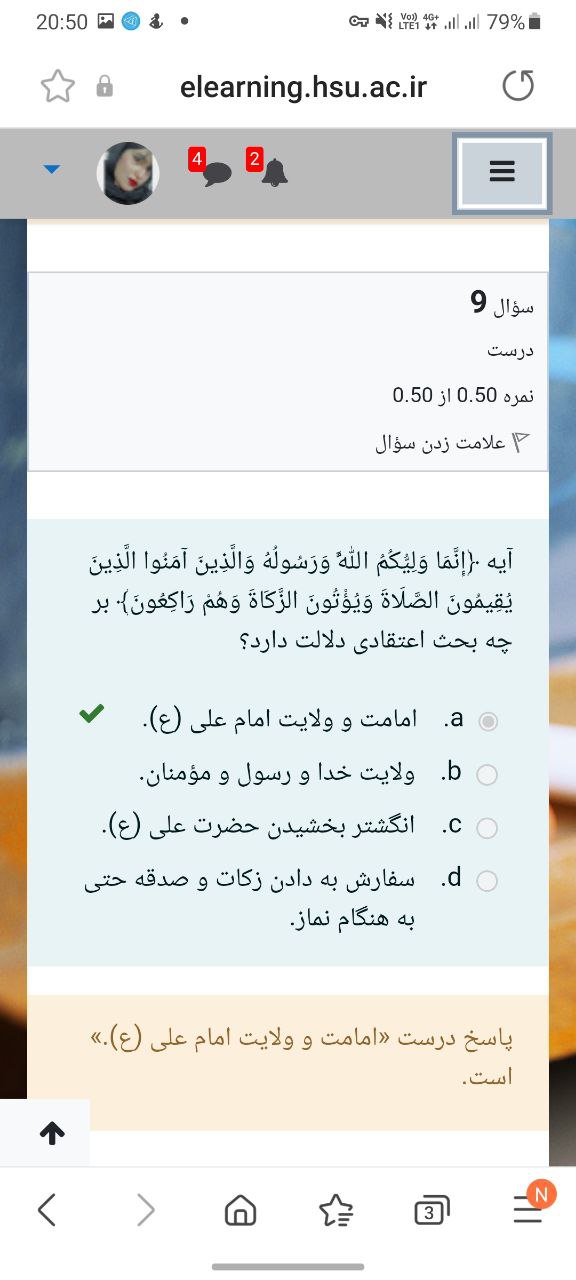 20:50
Vo)) 4G+
LTE1
79%
elearning.hsu.ac.ir
4
2
سؤال 9
درست
نمره 0.50 از 0.50
علامت زدن سؤال
آیه ﴿إِنَّمَا وَلِيُّكُمُ اللَّهُ وَرَسُولُهُ وَالَّذِينَ آمَنُوا الَّذِينَ
يُقِيمُونَ الصَّلَاةَ وَيُؤْتُونَ الزَّكَاةَ وَهُمْ رَاكِعُونَ﴾ بر
چه بحث اعتقادی دلالت دارد؟
a. امامت و ولایت امام علی (ع).
b. ولایت خدا و رسول و مؤمنان.
c. انگشتر بخشیدن حضرت علی (ع).
d. سفارش به دادن زکات و صدقه حتی
به هنگام نماز.
پاسخ درست «امامت و ولایت امام علی (ع).»
است.
3
N